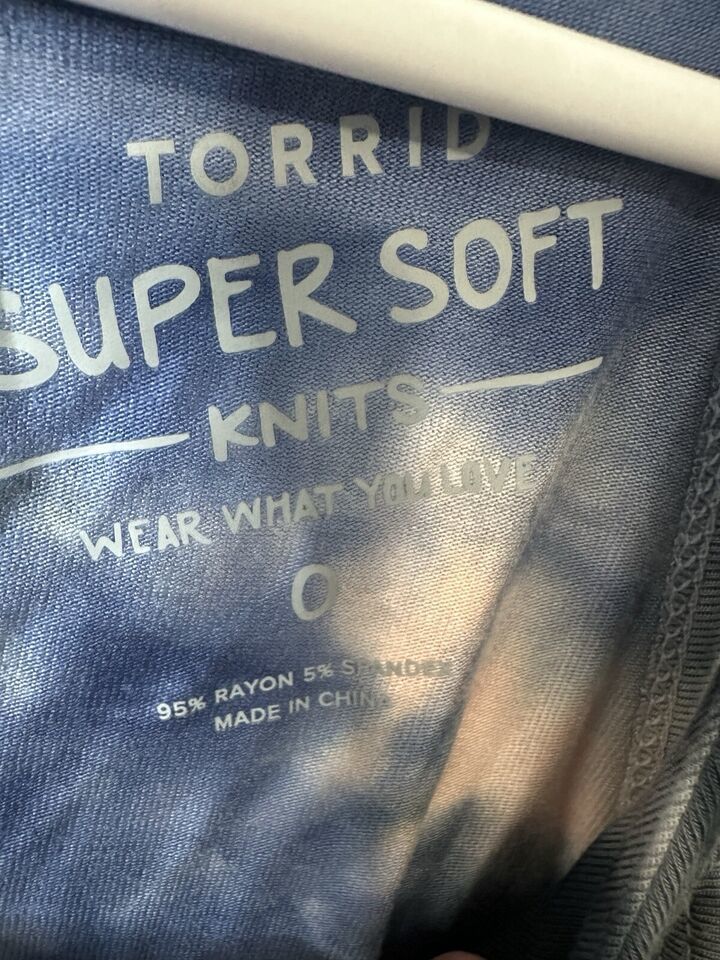 TORRID
SUPER SOFT
KNITS
WEAR WHAT YOU LOVE
0
95% RAYON 5% SPANDEX
MADE IN CHINA